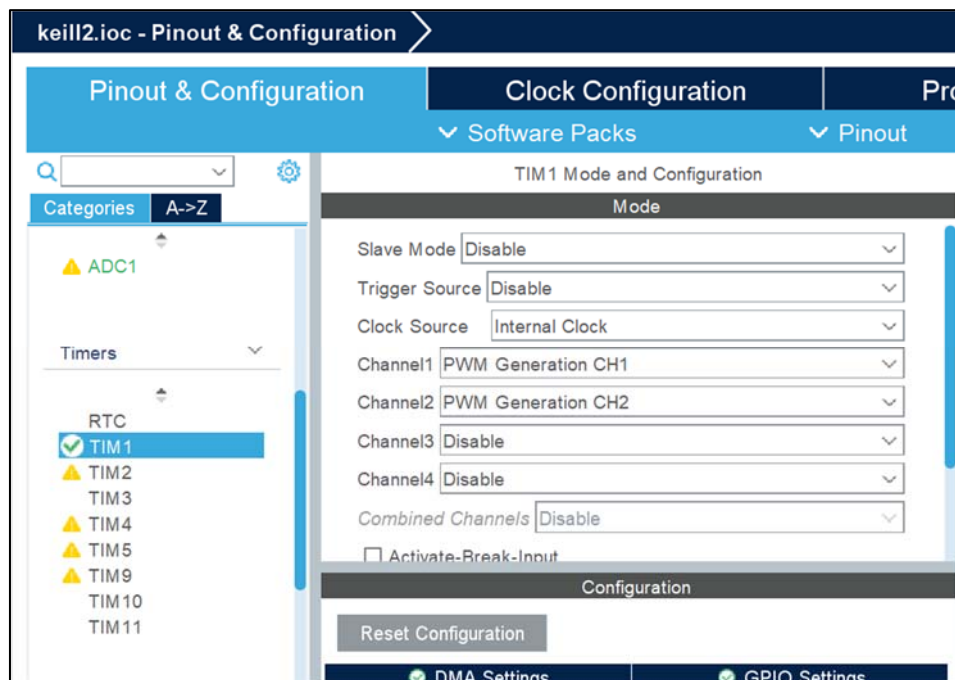 keill2.ioc - Pinout & Configuration
Pinout & Configuration
Clock Configuration
Pro
Software Packs
Pinout
TIM1 Mode and Configuration
Categories
A->Z
Mode
ADC1
Slave Mode Disable
Trigger Source Disable
Clock Source Internal Clock
Timers
Channel1 PWM Generation CH1
Channel2 PWM Generation CH2
RTC
TIM1
TIM2
TIM3
TIM4
TIM5
TIM9
TIM10
TIM11
Channel3 Disable
Channel4 Disable
Combined Channels Disable
Activate-Break-Input
Configuration
Reset Configuration
DMA Settings
GPIO Settings